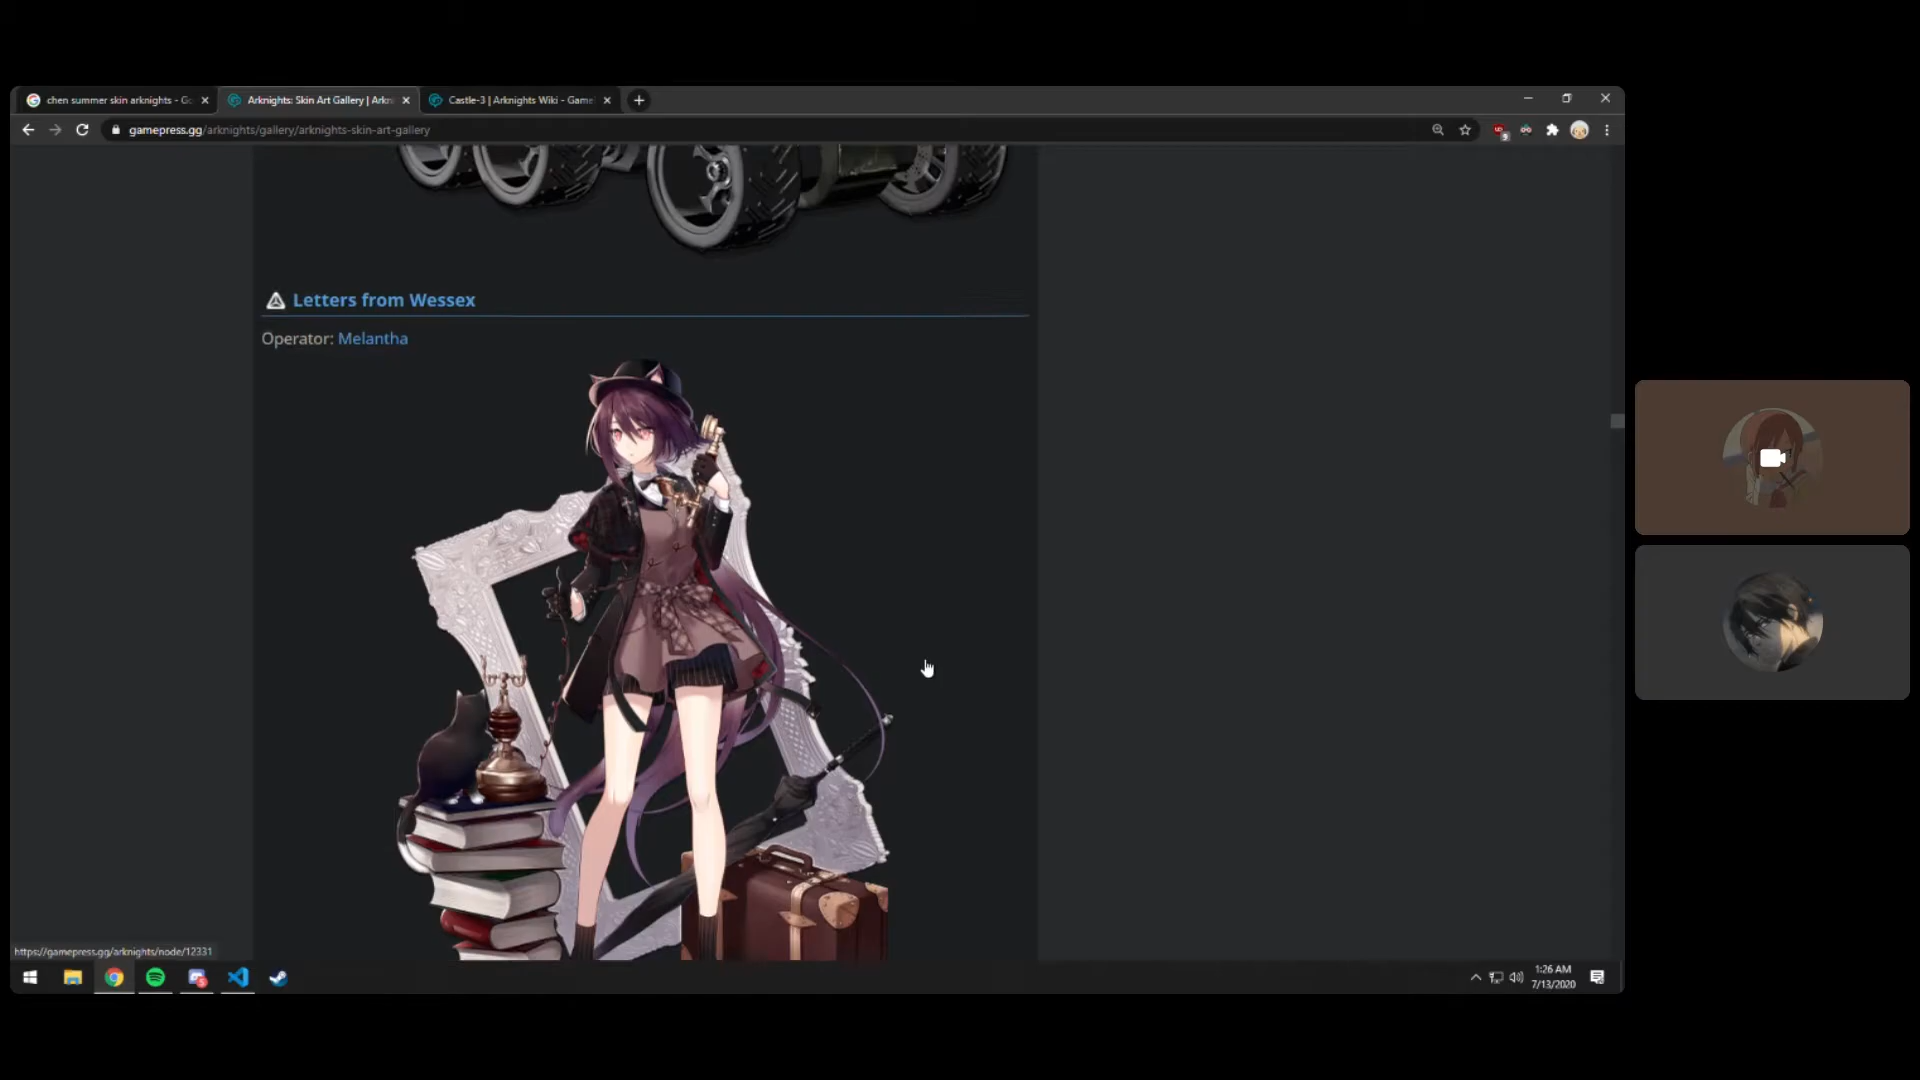 chen summer skin arknights - Go
Arknights: Skin Art Gallery | Arkn
Castle-3 | Arknights Wiki - Game
gamepress.gg/arknights/gallery/arknights-skin-art-gallery
Letters from Wessex
Operator: Melantha
https://gamepress.gg/arknights/node/12331
1:26 AM
7/13/2020